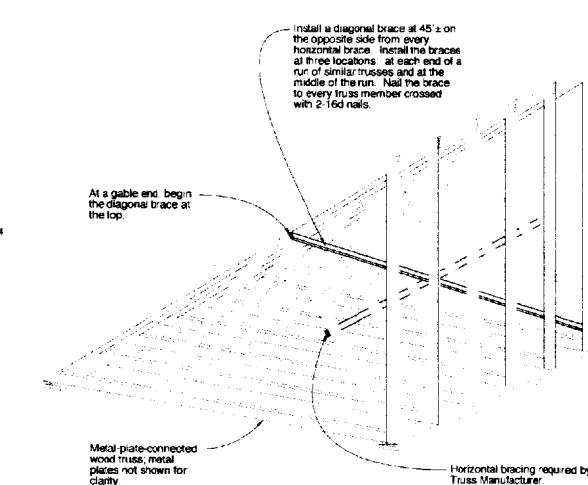 Install a diagonal brace at 45°± on
the opposite side from every
horizontal brace. Install the braces
at three locations: at each end of a
run of similar trusses and at the
middle of the run. Nail the brace
to every truss member crossed
with 2-16d nails.
At a gable end, begin
the diagonal brace at
the top.
4
Metal-plate-connected
wood truss; metal
plates not shown for
clarity.
Horizontal bracing required by
Truss Manufacturer.